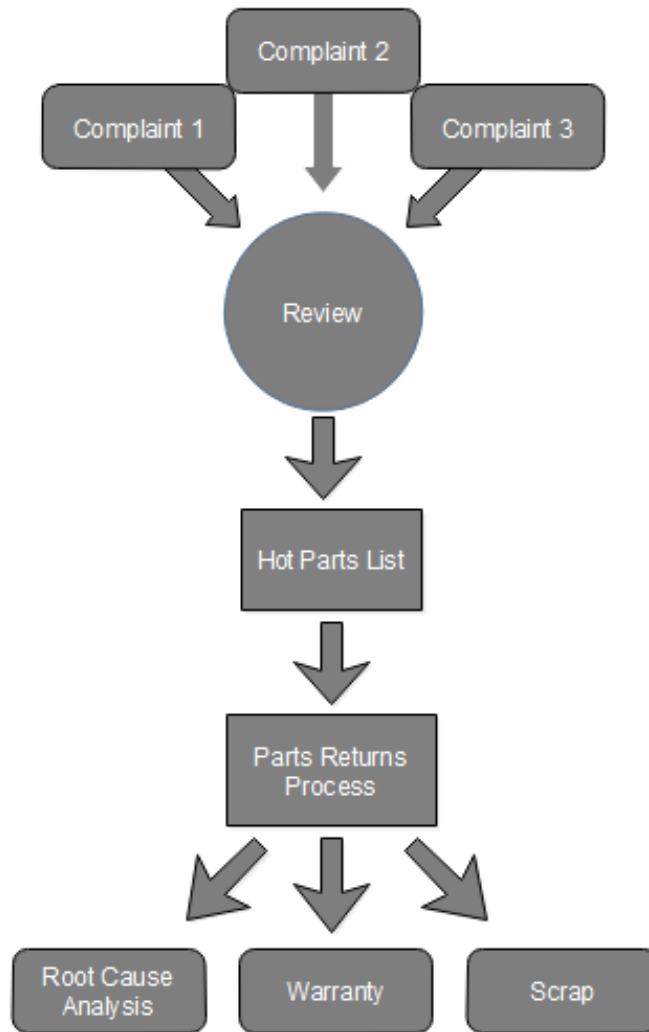 Complaint 2
Complaint 1
Complaint 3
Review
Hot Parts List
Parts Returns
Process
Root Cause
Analysis
Warranty
Scrap